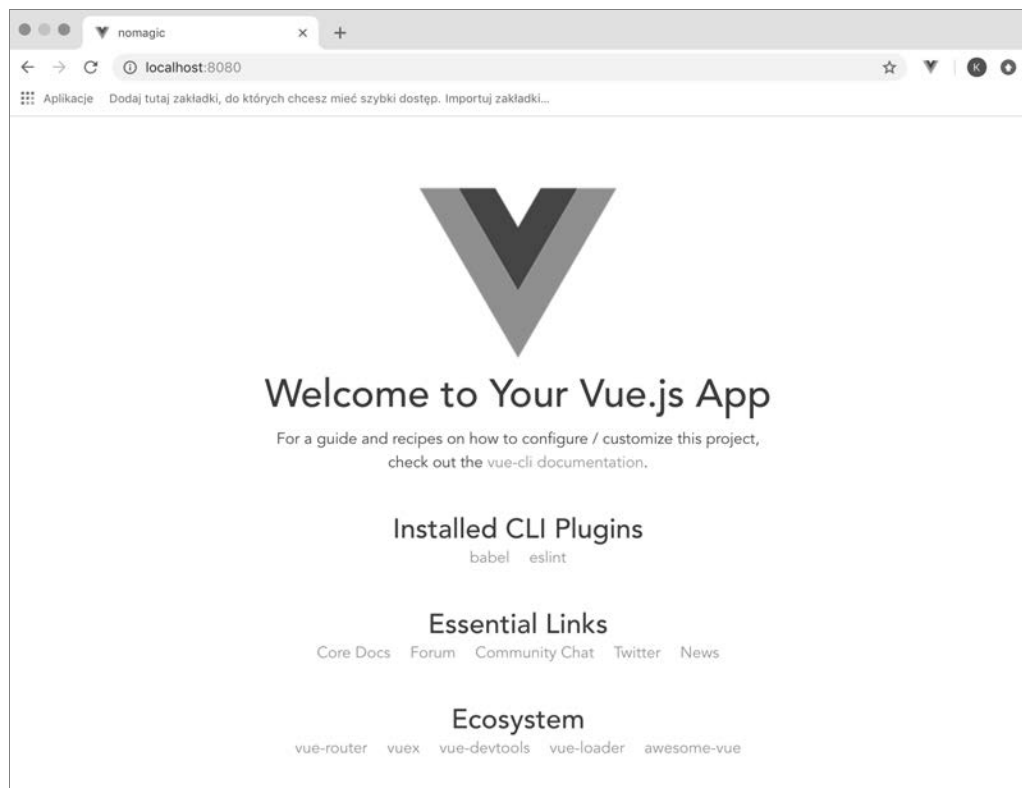 nomagic
localhost:8080
K
Aplikacje Dodaj tutaj zakładki, do których chcesz mieć szybki dostęp. Importuj zakładki...
Welcome to Your Vue.js App
For a guide and recipes on how to configure / customize this project,
check out the vue-cli documentation.
Installed CLI Plugins
babel eslint
Essential Links
Core Docs Forum Community Chat Twitter News
Ecosystem
vue-router vuex vue-devtools vue-loader awesome-vue